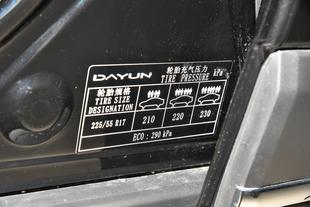 DAYUN 轮胎充气压力 kPa
TIRE PRESSURE
轮胎规格
TIRE SIZE
DESIGNATION
225/55 R17 210 220 230
ECO: 290 kPa